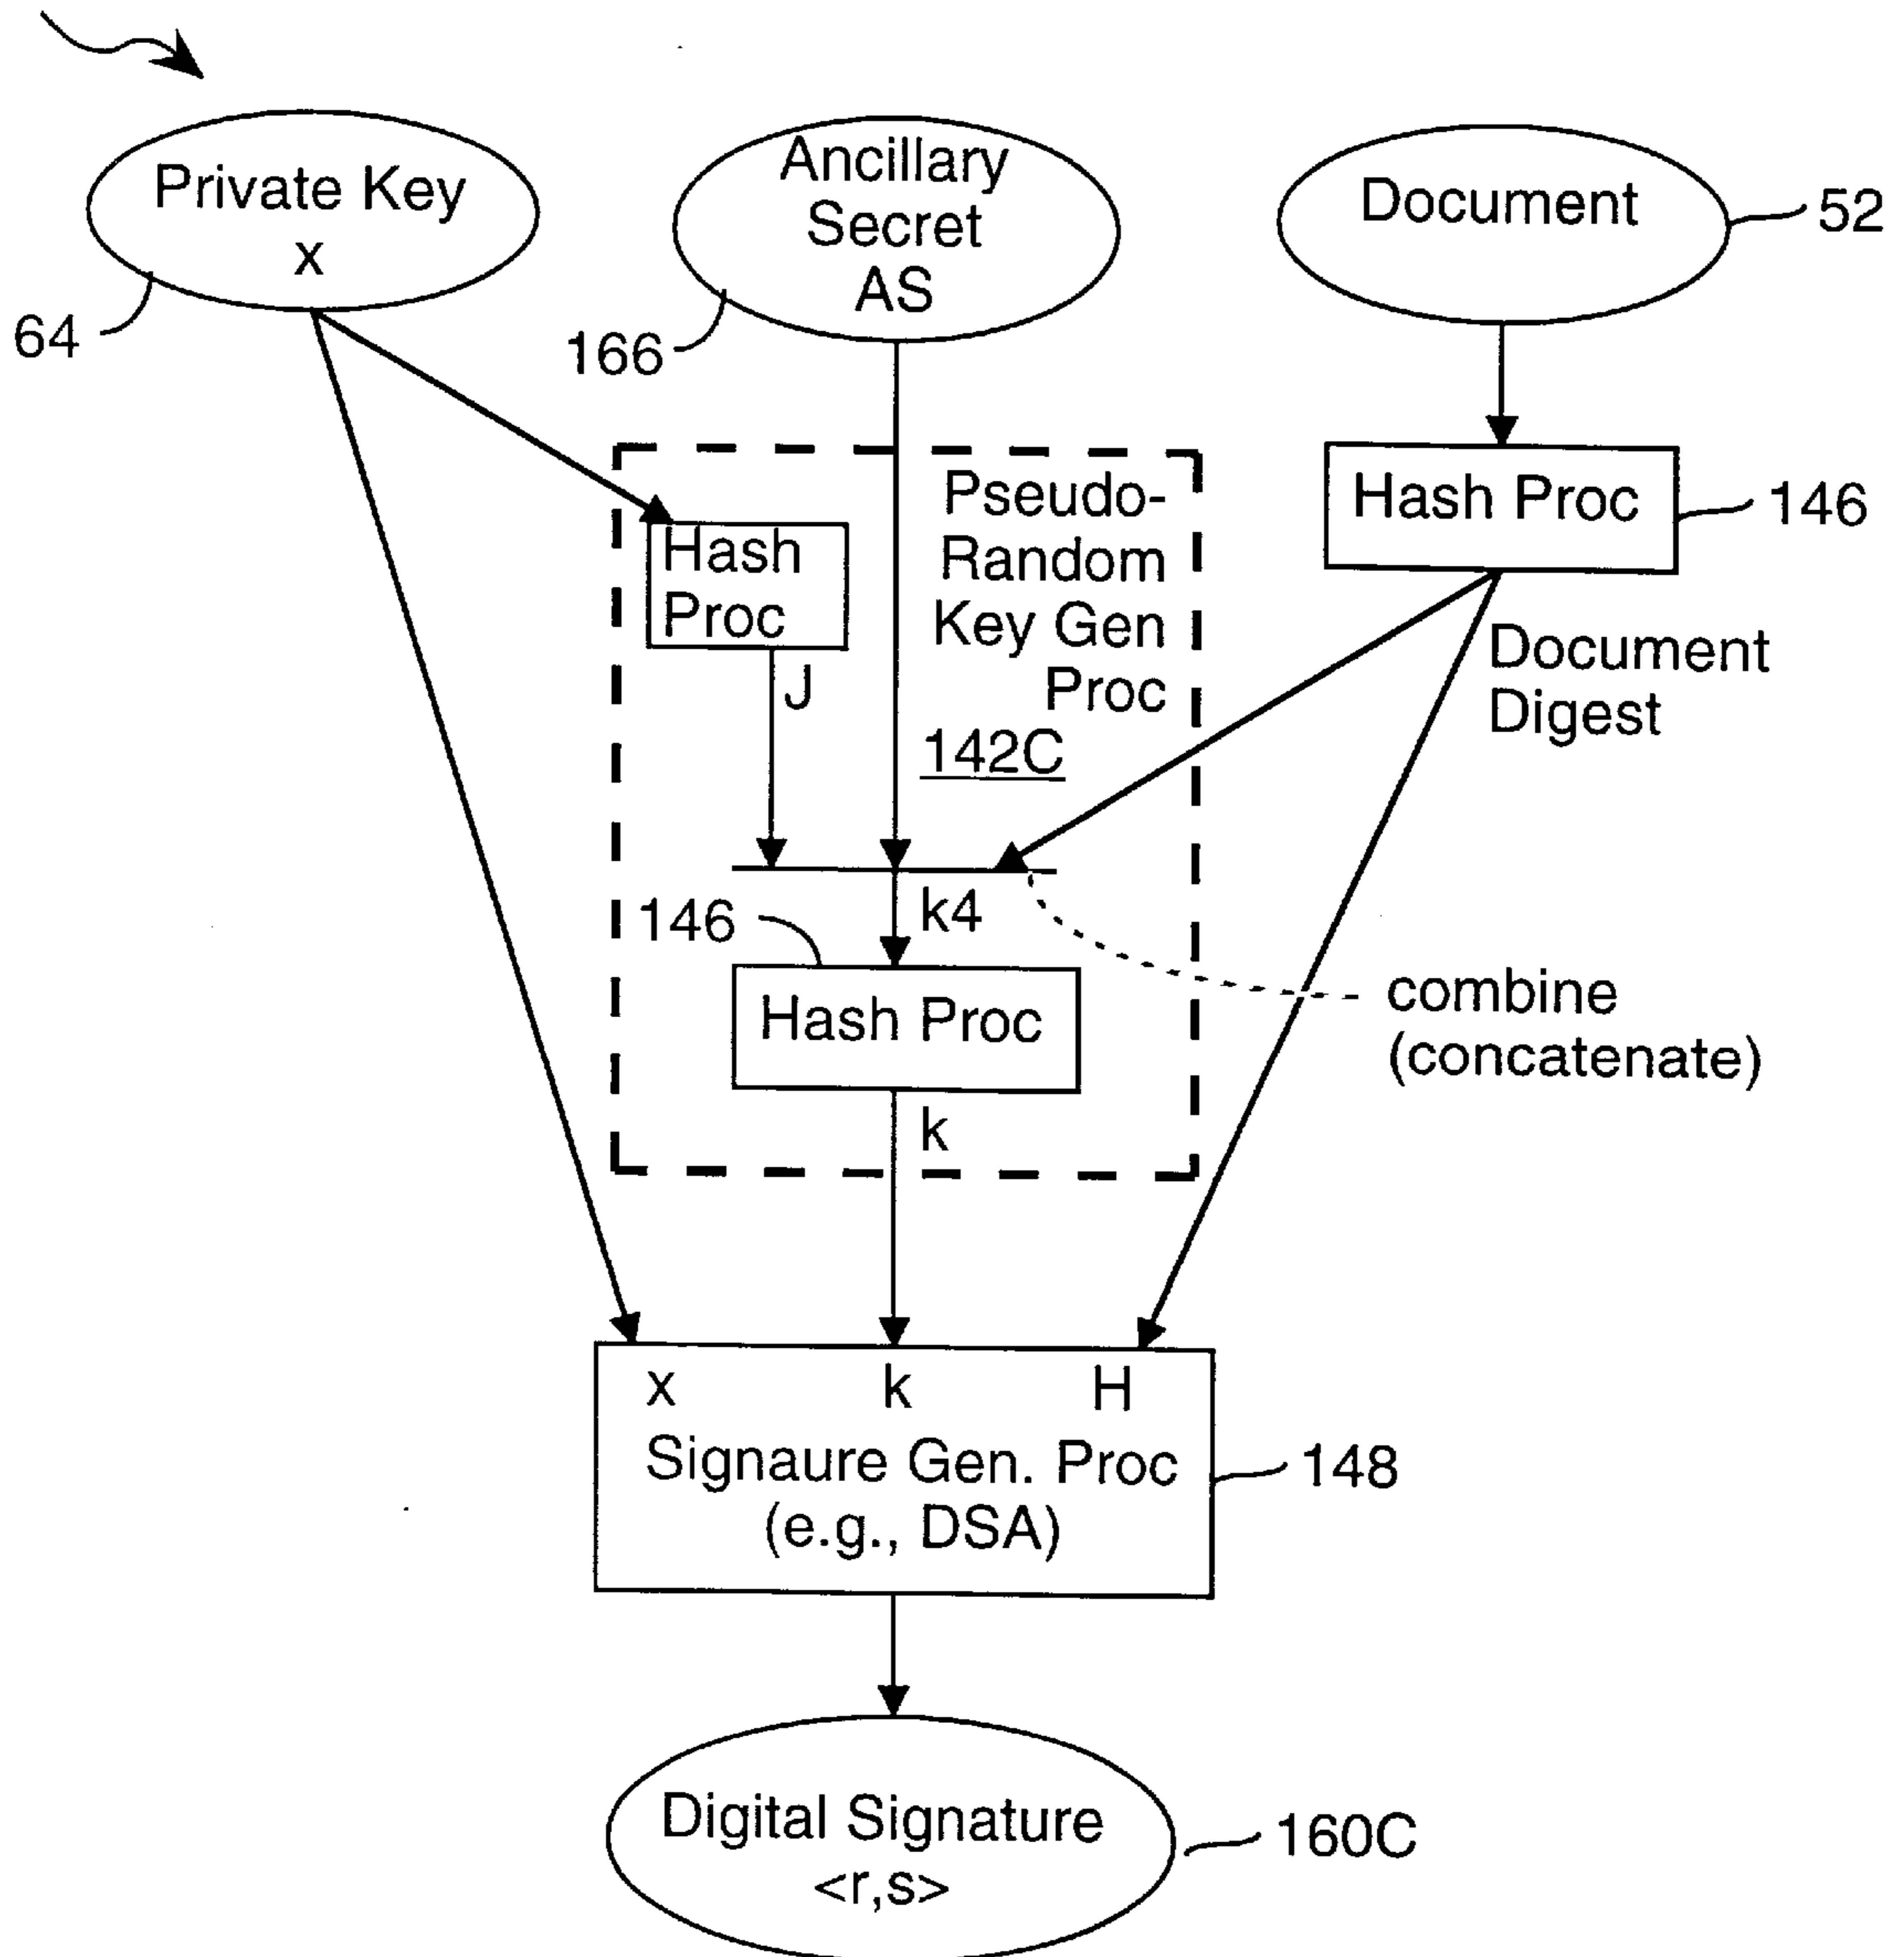 Private Key
x
64
Ancillary
Secret
AS
166
Document
52
Hash Proc
146
Document
Digest
Hash
Proc
J
Pseudo-
Random
Key Gen
Proc
142C
k4
146
Hash Proc
k
combine
(concatenate)
x k H
Signaure Gen. Proc
(e.g., DSA)
148
Digital Signature
<r,s>
160C